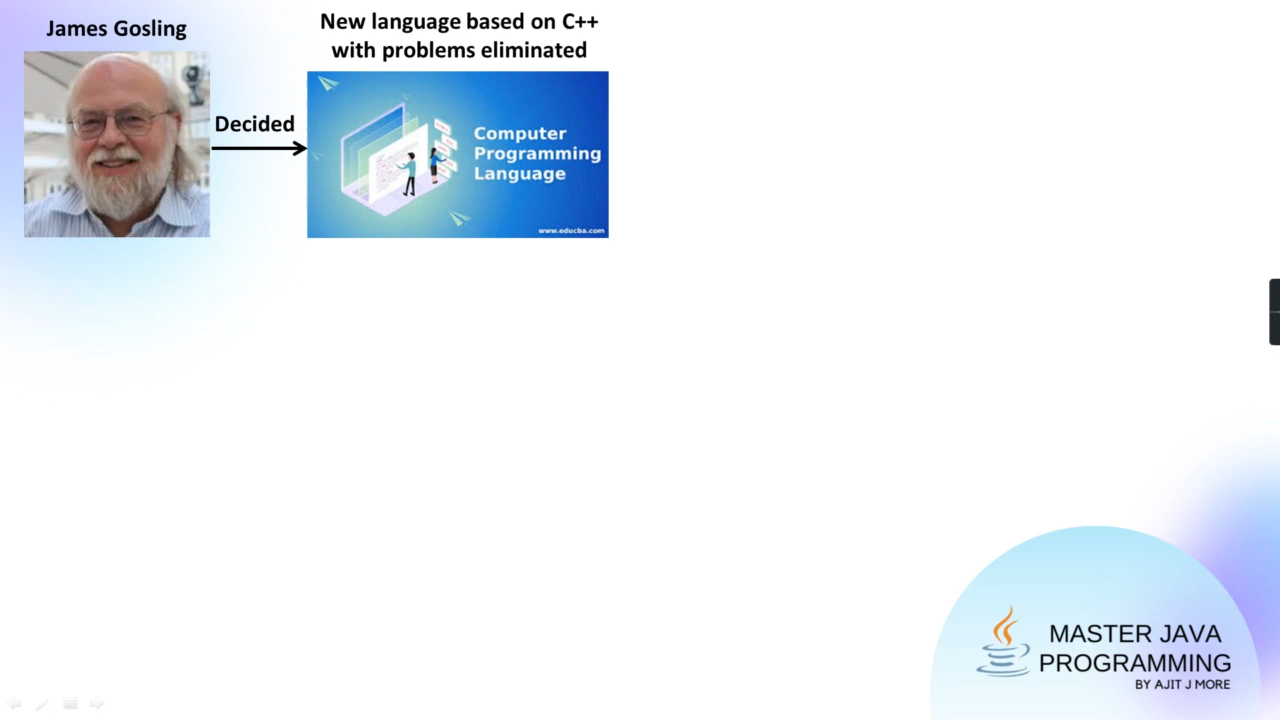 James Gosling
New language based on C++
with problems eliminated
Decided
Computer
Programming
Language
www.educba.com
MASTER JAVA
PROGRAMMING
BY AJIT J MORE